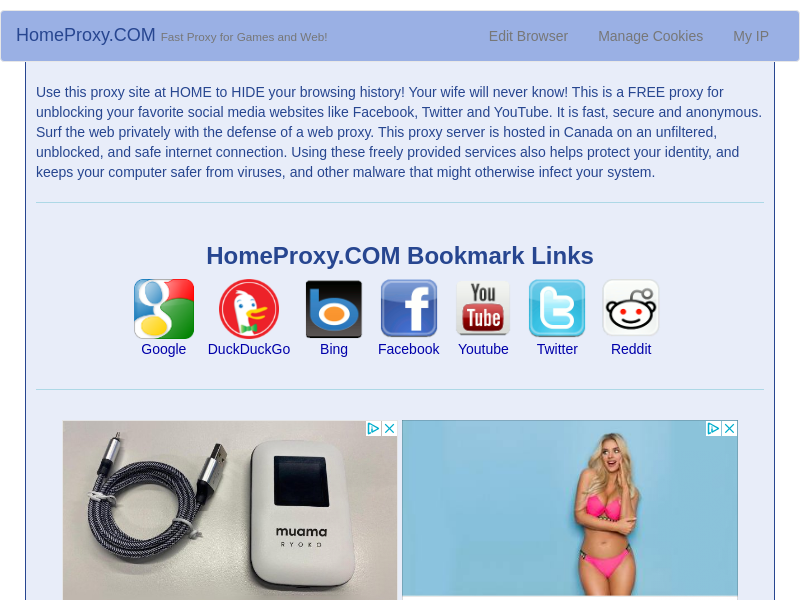 HomeProxy.COM Fast Proxy for Games and Web! Edit Browser Manage Cookies My IP
Use this proxy site at HOME to HIDE your browsing history! Your wife will never know! This is a FREE proxy for
unblocking your favorite social media websites like Facebook, Twitter and YouTube. It is fast, secure and anonymous.
Surf the web privately with the defense of a web proxy. This proxy server is hosted in Canada on an unfiltered,
unblocked, and safe internet connection. Using these freely provided services also helps protect your identity, and
keeps your computer safer from viruses, and other malware that might otherwise infect your system.
HomeProxy.COM Bookmark Links
You
Tube
Google DuckDuckGo Bing Facebook Youtube Twitter Reddit
muama
RYOKO